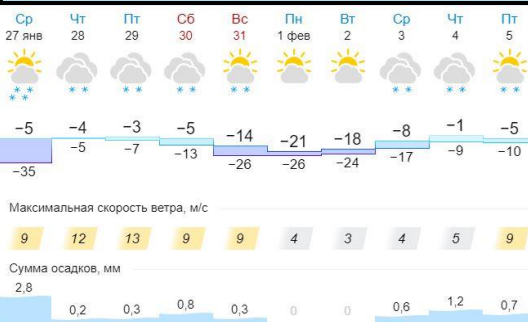 Ср Чт Пт Сб Вс Пн Вт Ср Чт Пт
27 янв 28 29 30 31 1 фев 2 3 4 5
−5 −4 −3 −5 −14 −21 −18 −8 −1 −5
−35 −5 −7 −13 −26 −26 −24 −17 −9 −10
Максимальная скорость ветра, м/с
9 12 13 9 9 4 3 4 5 9
Сумма осадков, мм
2,8 0,2 0,3 0,8 0,3 0 0 0,6 1,2 0,7